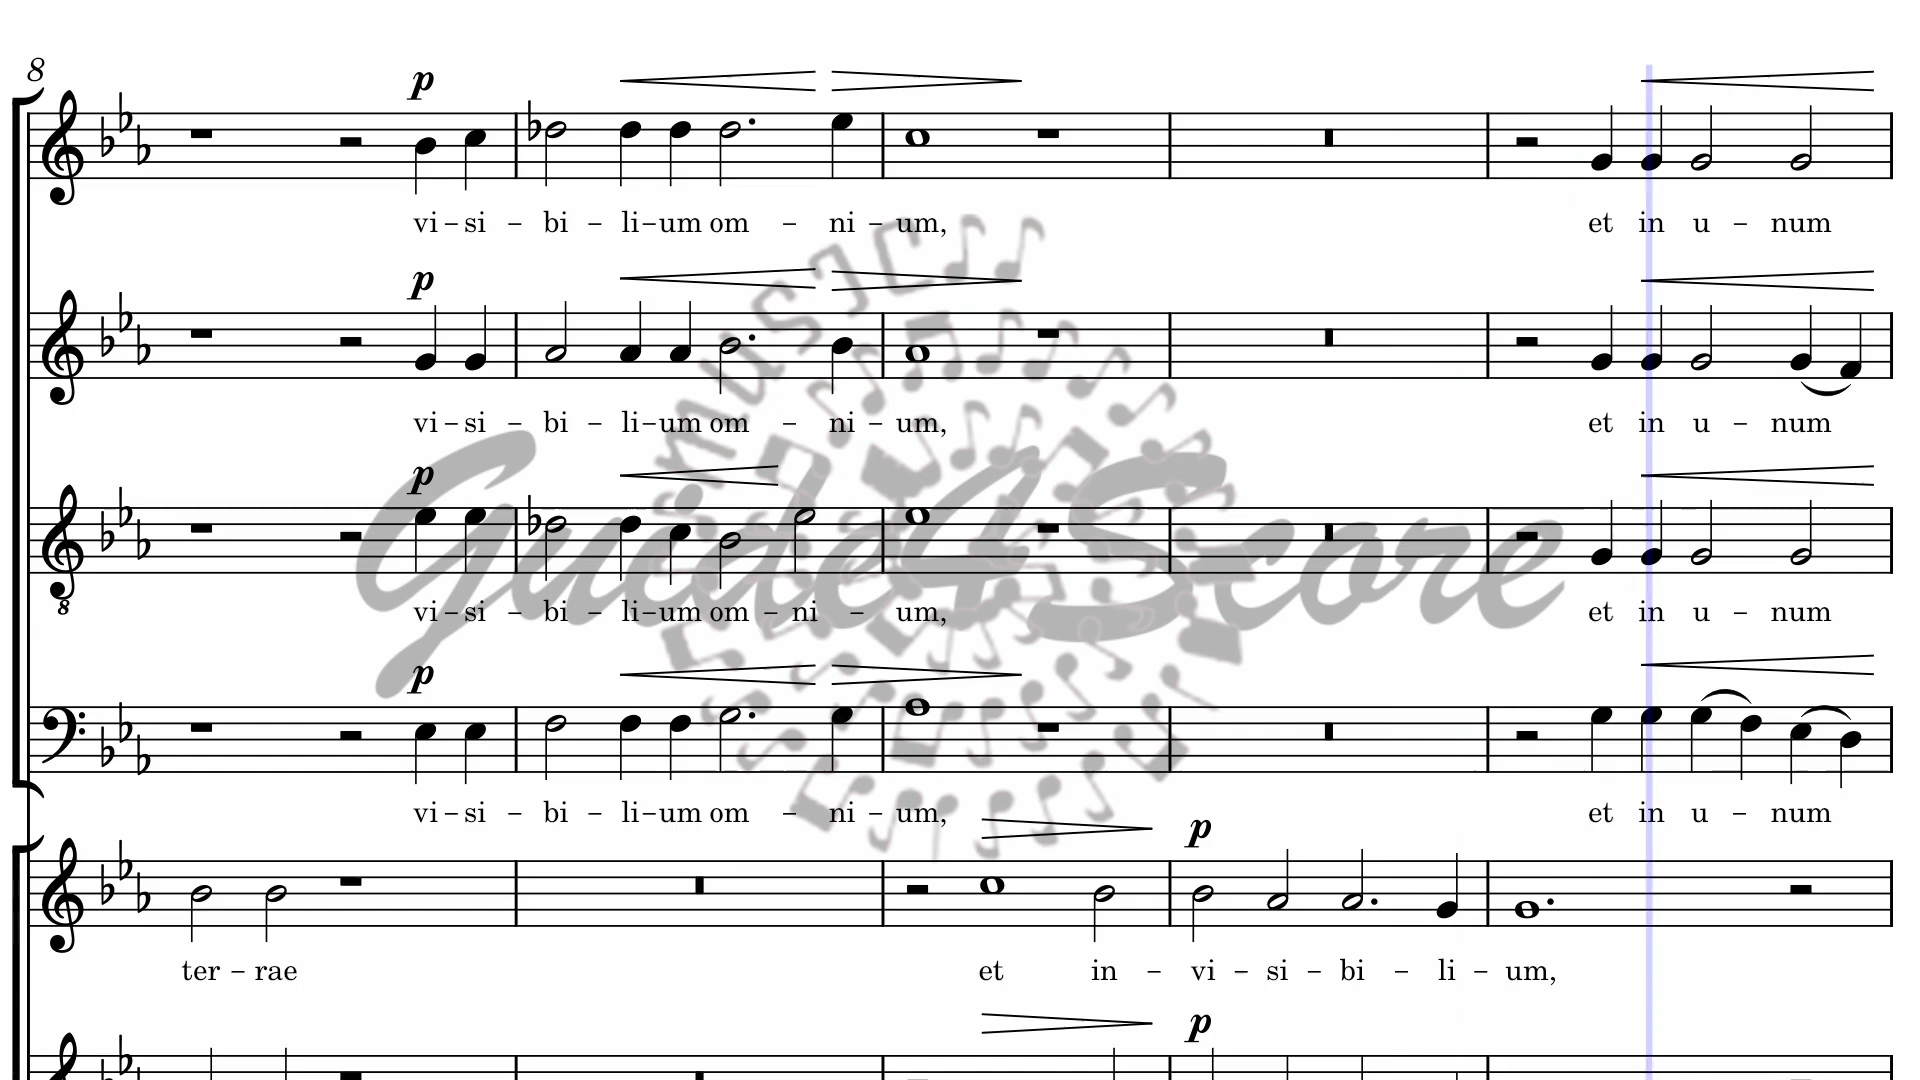 8
p
vi – si – bi – li – um om – ni – um, et in u – num
p
vi – si – bi – li – um om – ni – um, et in u – num
p
vi – si – bi – li – um om – ni – um, et in u – num
8
p
vi – si – bi – li – um om – ni – um, et in u – num
p
ter – rae et in – vi – si – bi – li – um,
p
music
Guide4Score